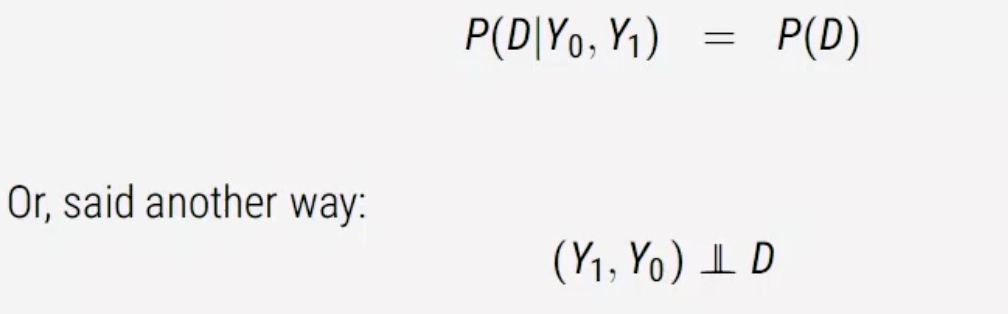 P(D|Y₀, Y₁) = P(D)
Or, said another way:
(Y₁, Y₀) ⫫ D